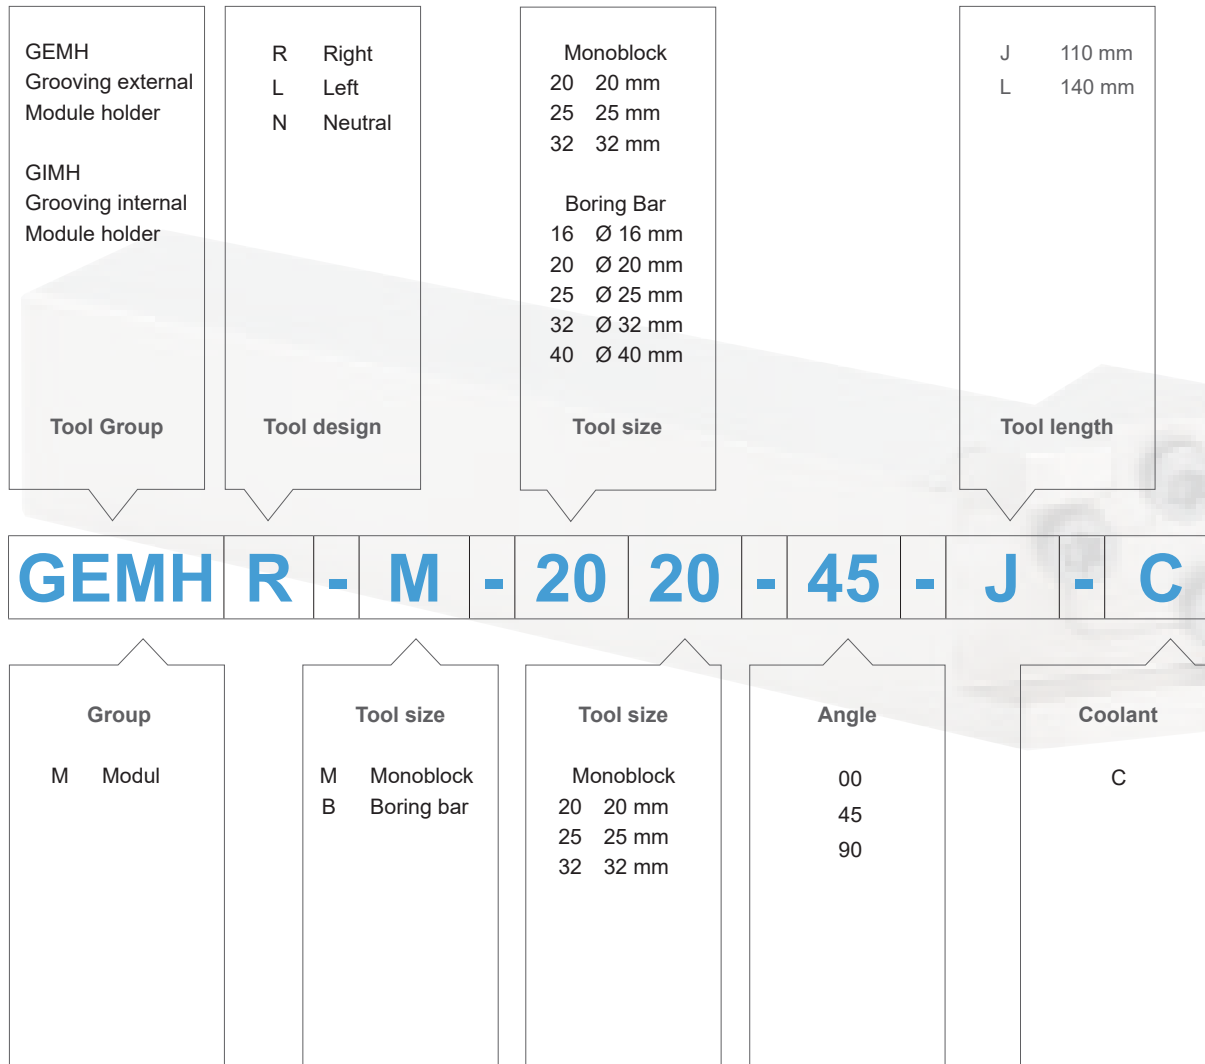 GEMH
Grooving external
Module holder
GIMH
Grooving internal
Module holder
Tool Group
R Right
L Left
N Neutral
Tool design
Monoblock
20 20 mm
25 25 mm
32 32 mm
Boring Bar
16 Ø 16 mm
20 Ø 20 mm
25 Ø 25 mm
32 Ø 32 mm
40 Ø 40 mm
Tool size
J 110 mm
L 140 mm
Tool length
GEMH R - M - 20 20 - 45 - J - C
Group
M Modul
Tool size
M Monoblock
B Boring bar
Tool size
Monoblock
20 20 mm
25 25 mm
32 32 mm
Angle
00
45
90
Coolant
C